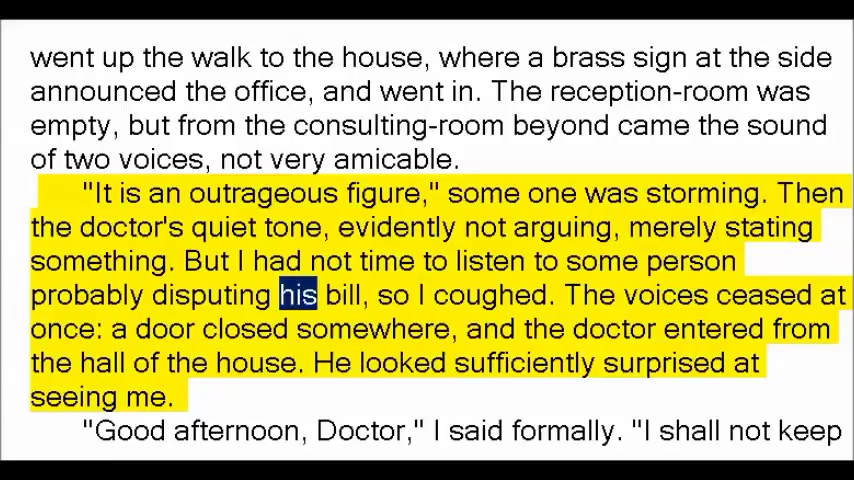 went up the walk to the house, where a brass sign at the side
announced the office, and went in. The reception-room was
empty, but from the consulting-room beyond came the sound
of two voices, not very amicable.
"It is an outrageous figure," some one was storming. Then
the doctor's quiet tone, evidently not arguing, merely stating
something. But I had not time to listen to some person
probably disputing his bill, so I coughed. The voices ceased at
once: a door closed somewhere, and the doctor entered from
the hall of the house. He looked sufficiently surprised at
seeing me.
"Good afternoon, Doctor," I said formally. "I shall not keep